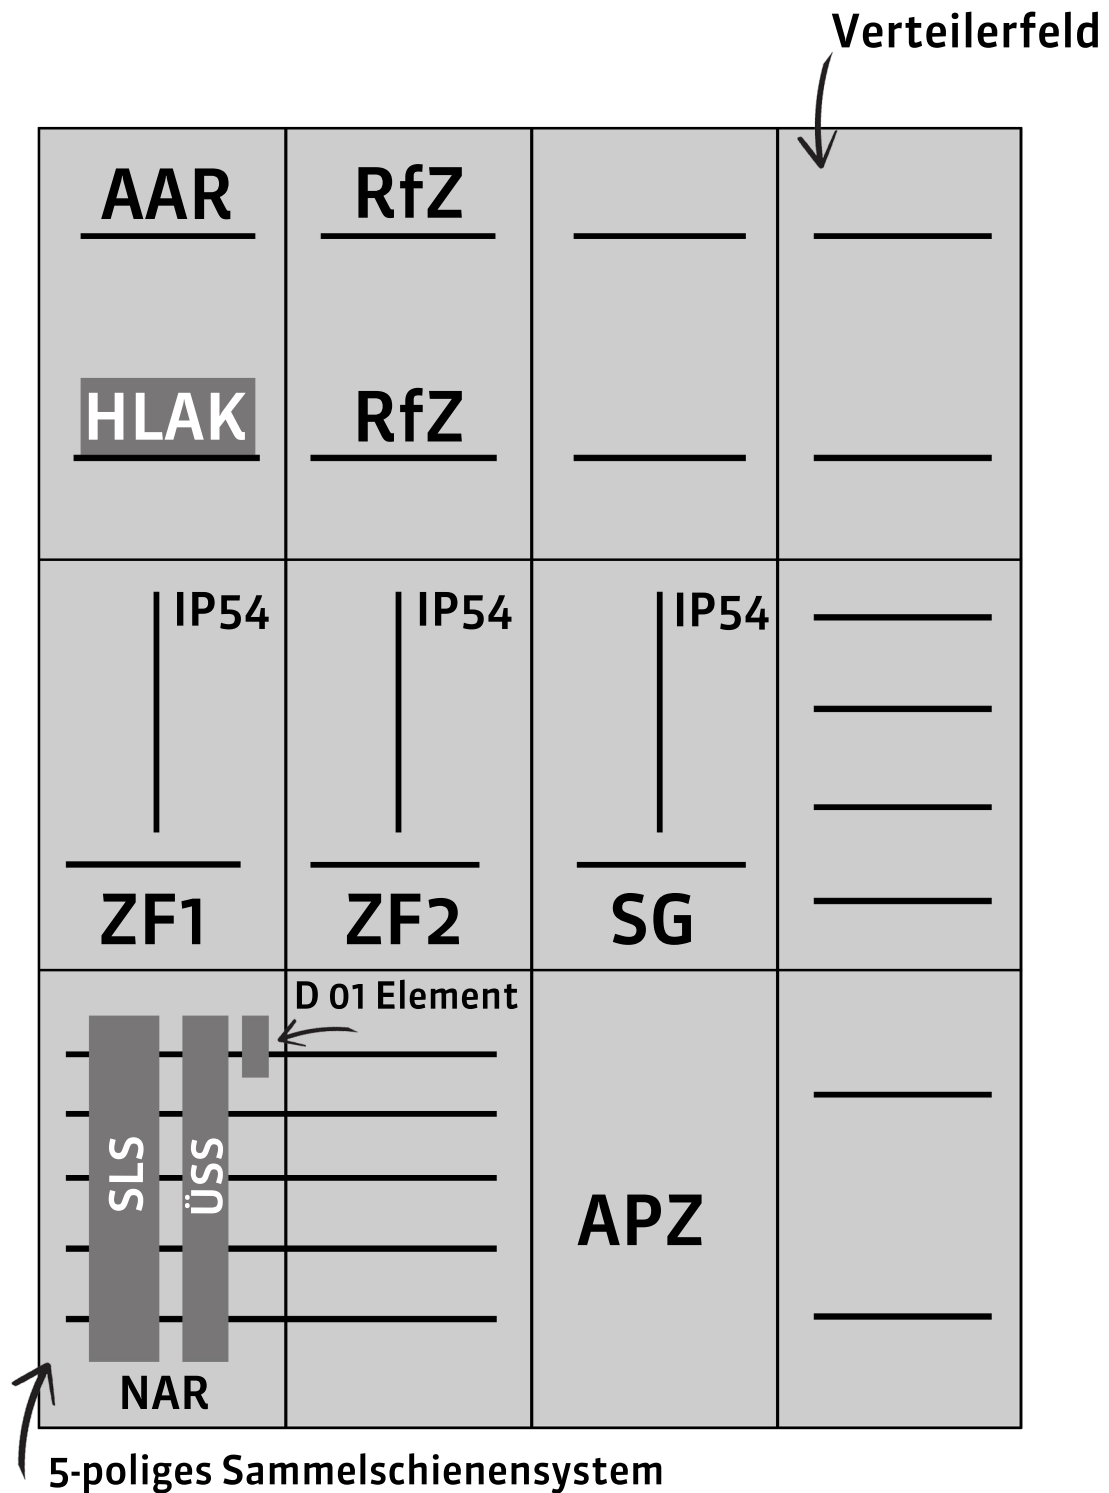 Verteilerfeld
AAR
RfZ
HLAK
RfZ
IP54
IP54
IP54
ZF1
ZF2
SG
D 01 Element
SLS
ÜSS
APZ
NAR
5-poliges Sammelschienensystem